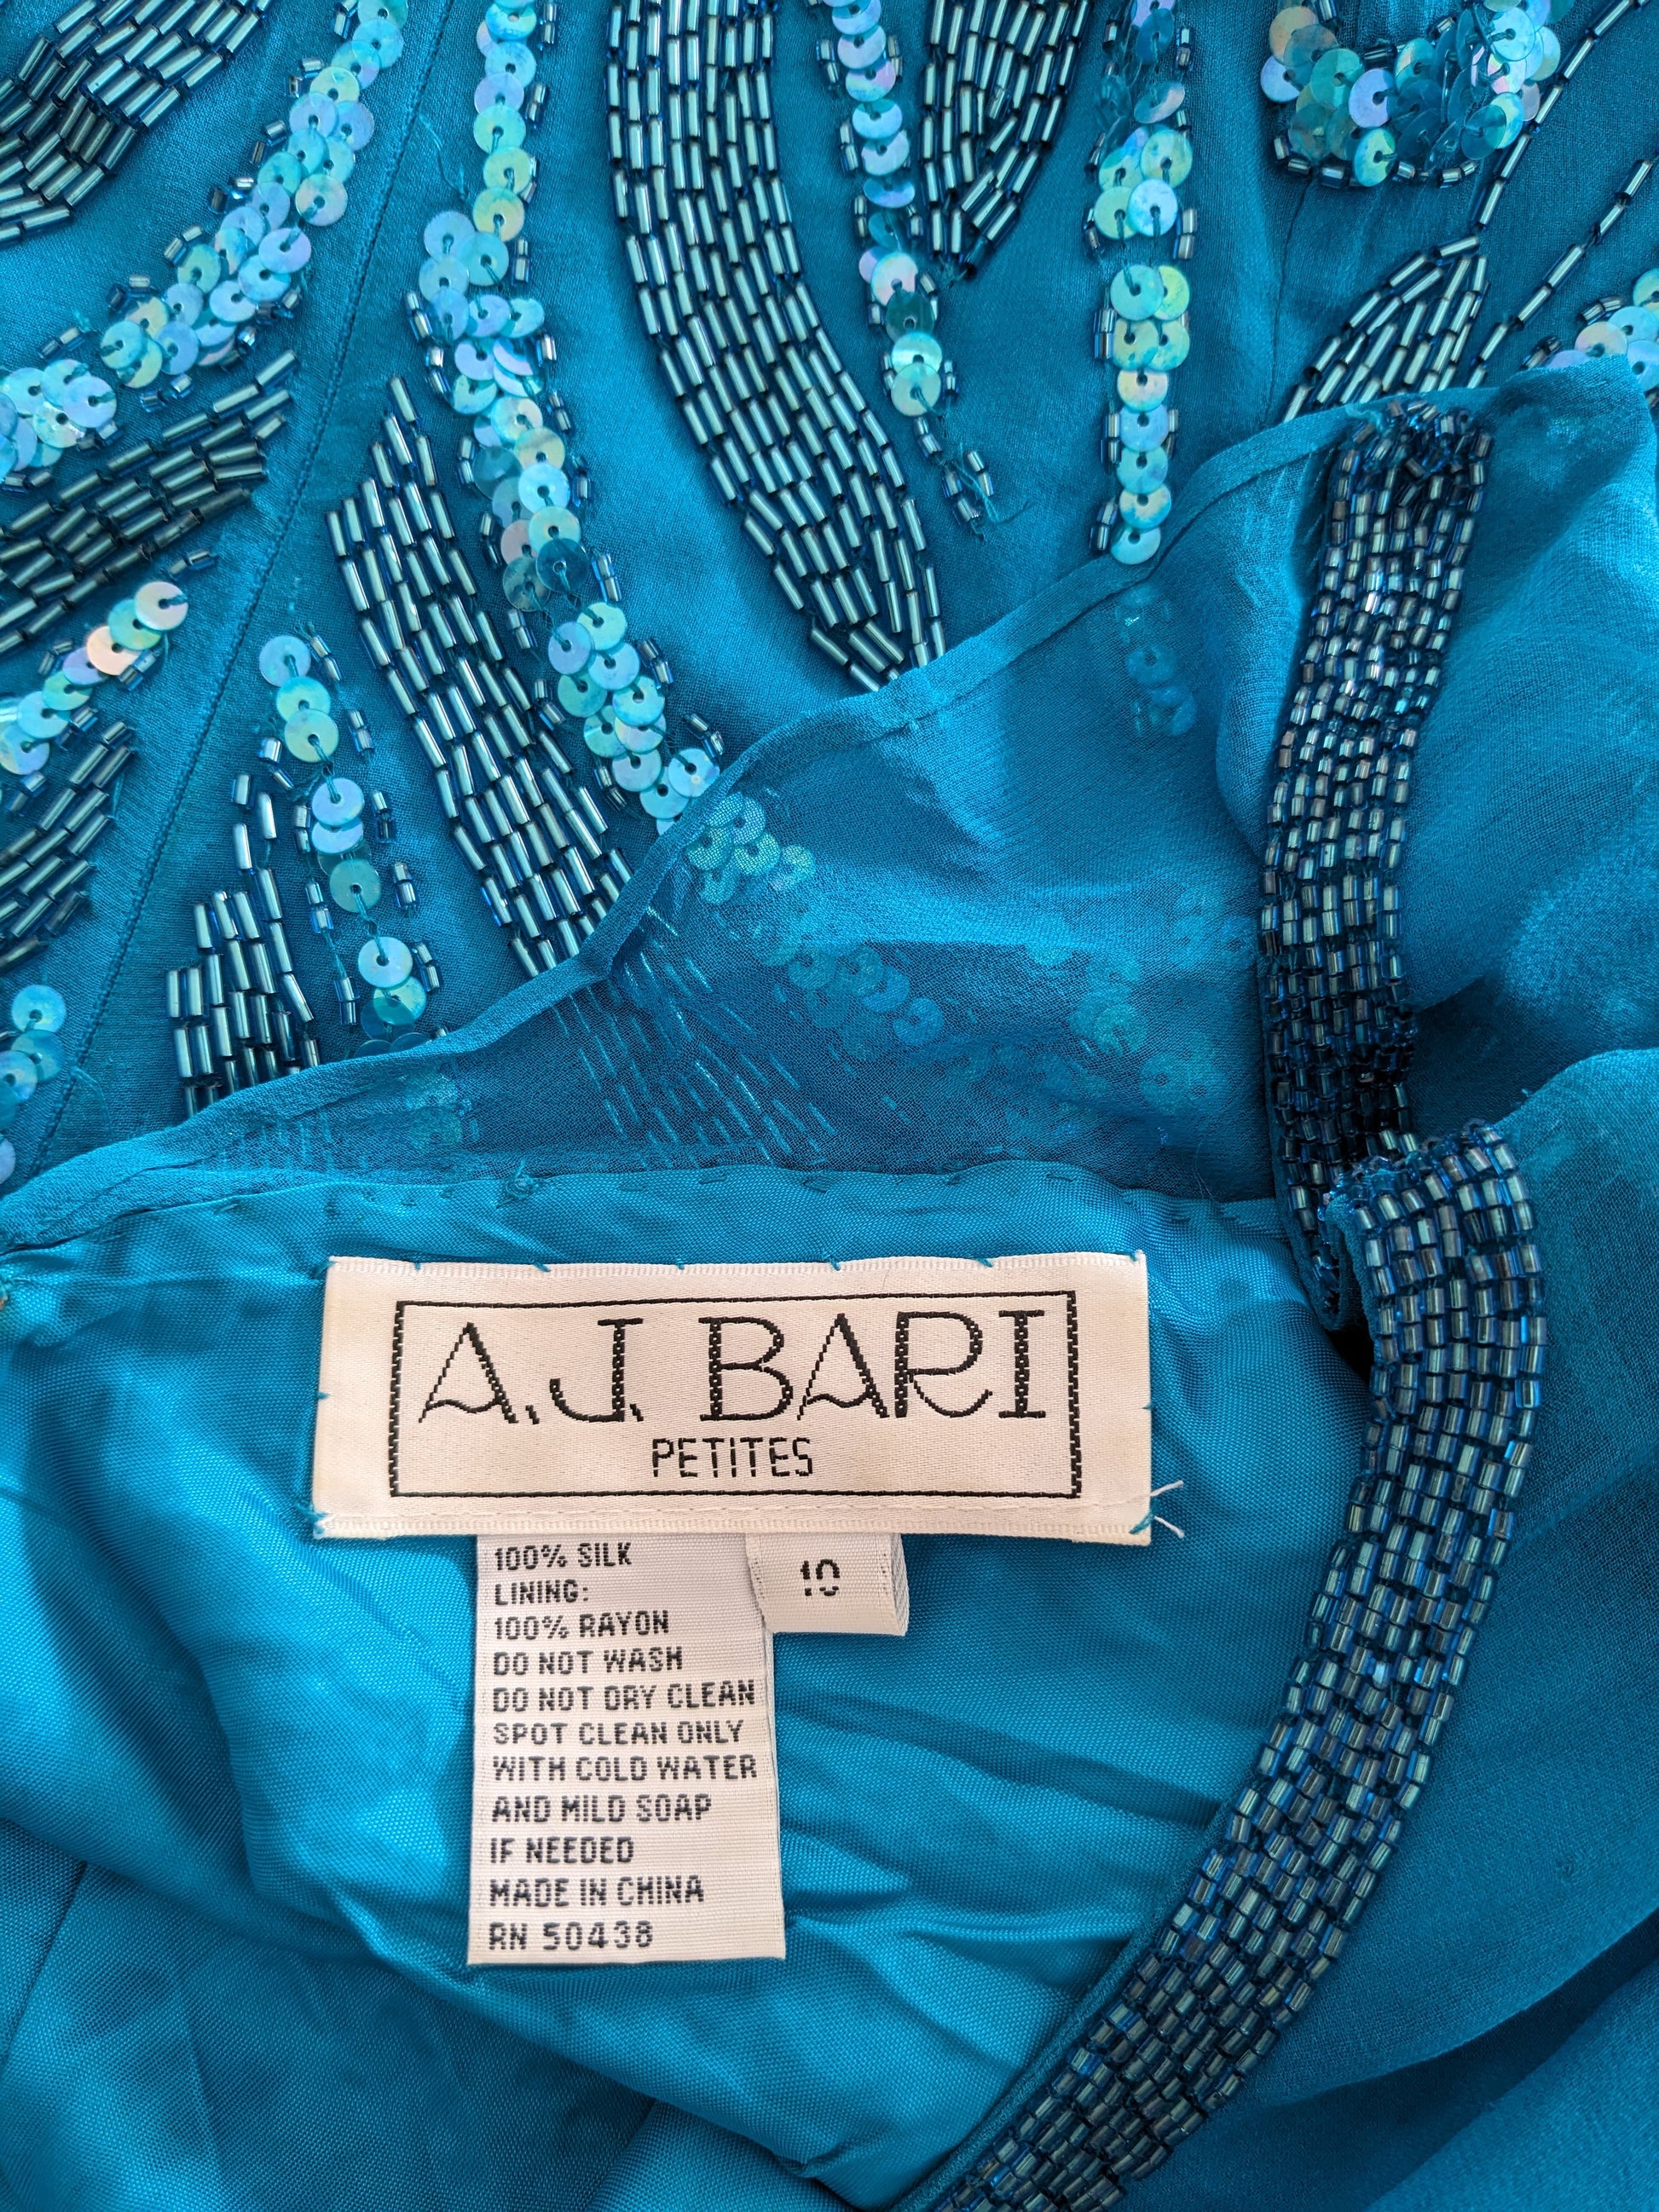 A.J. BARI
PETITES
100% SILK
LINING:
100% RAYON
DO NOT WASH
DO NOT DRY CLEAN
SPOT CLEAN ONLY
WITH COLD WATER
AND MILD SOAP
IF NEEDED
MADE IN CHINA
RN 50438
10